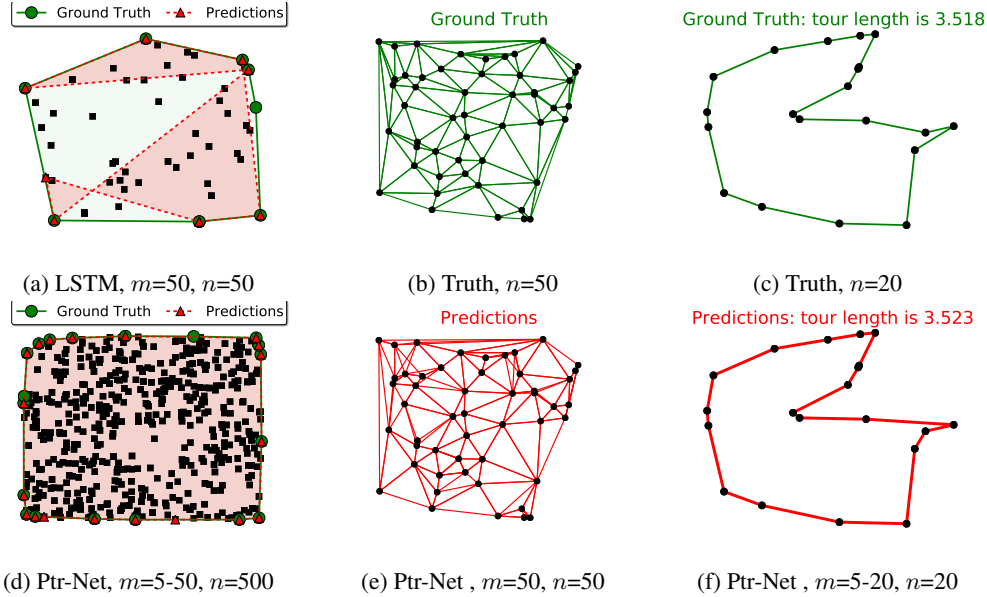 Ground Truth Predictions
Ground Truth
Ground Truth: tour length is 3.518
(a) LSTM, m=50, n=50
(b) Truth, n=50
(c) Truth, n=20
Ground Truth Predictions
Predictions
Predictions: tour length is 3.523
(d) Ptr-Net, m=5-50, n=500
(e) Ptr-Net , m=50, n=50
(f) Ptr-Net , m=5-20, n=20